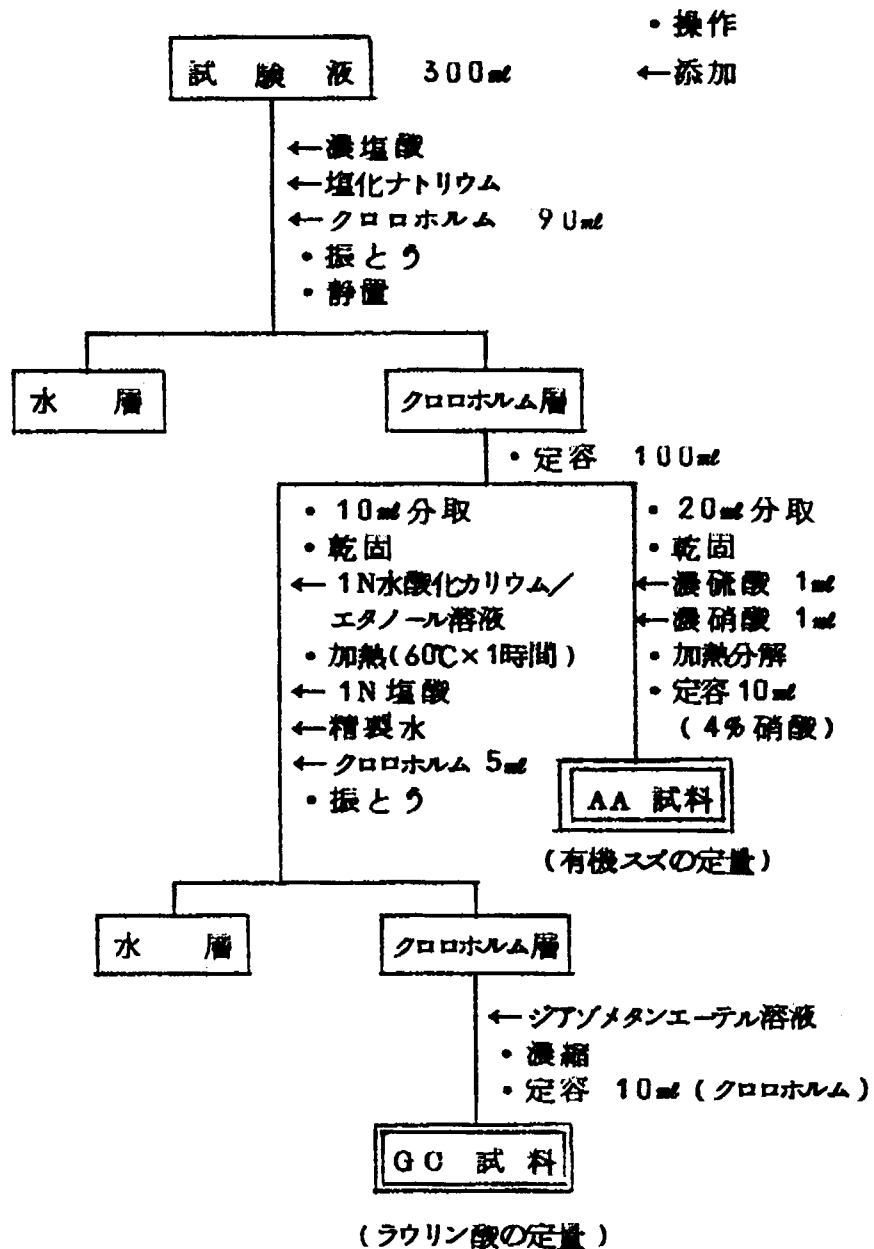 ・操作
試験液 300ml ←添加
←濃塩酸
←塩化ナトリウム
←クロロホルム 90ml
・振とう
・静置
水層 クロロホルム層
・定容 100ml
・10ml分取
・乾固
←1N水酸化カリウム/
エタノール溶液
・加熱(60℃×1時間)
←1N塩酸
←精製水
←クロロホルム 5ml
・振とう
・20ml分取
・乾固
←濃硫酸 1ml
←濃硝酸 1ml
・加熱分解
・定容10ml
(4%硝酸)
AA 試料
(有機スズの定量)
水層 クロロホルム層
←ジアゾメタンエーテル溶液
・濃縮
・定容 10ml(クロロホルム)
GC 試料
(ラウリン酸の定量)